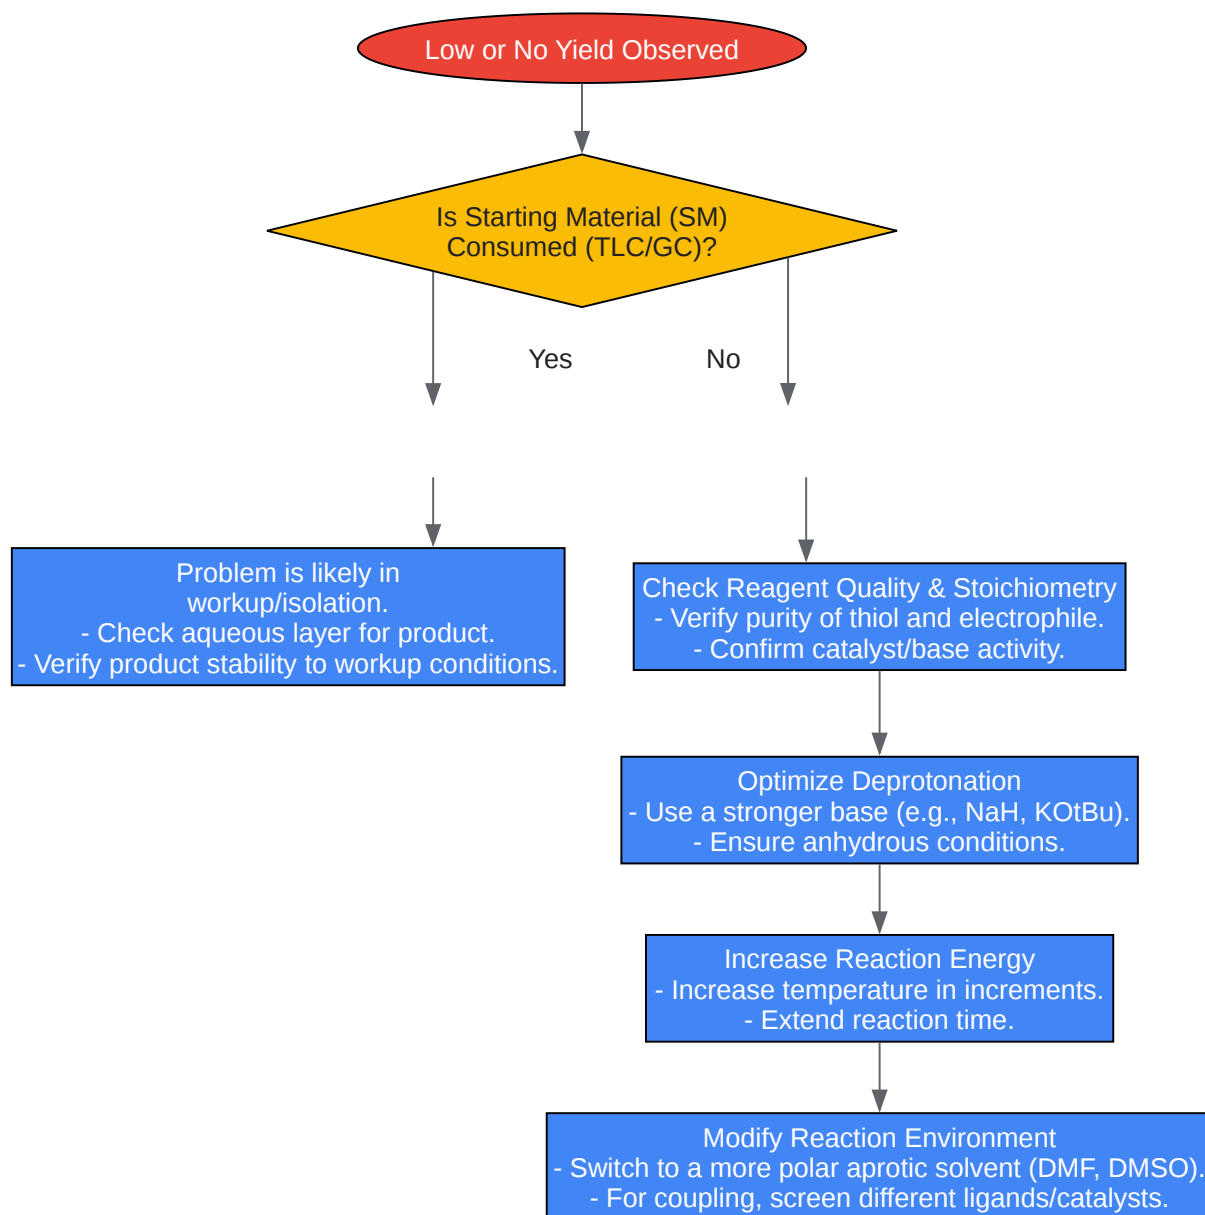 Low or No Yield Observed
Is Starting Material (SM)
Consumed (TLC/GC)?
Yes
No
Problem is likely in
workup/isolation.
- Check aqueous layer for product.
- Verify product stability to workup conditions.
Check Reagent Quality & Stoichiometry
- Verify purity of thiol and electrophile.
- Confirm catalyst/base activity.
Optimize Deprotonation
- Use a stronger base (e.g., NaH, KOtBu).
- Ensure anhydrous conditions.
Increase Reaction Energy
- Increase temperature in increments.
- Extend reaction time.
Modify Reaction Environment
- Switch to a more polar aprotic solvent (DMF, DMSO).
- For coupling, screen different ligands/catalysts.